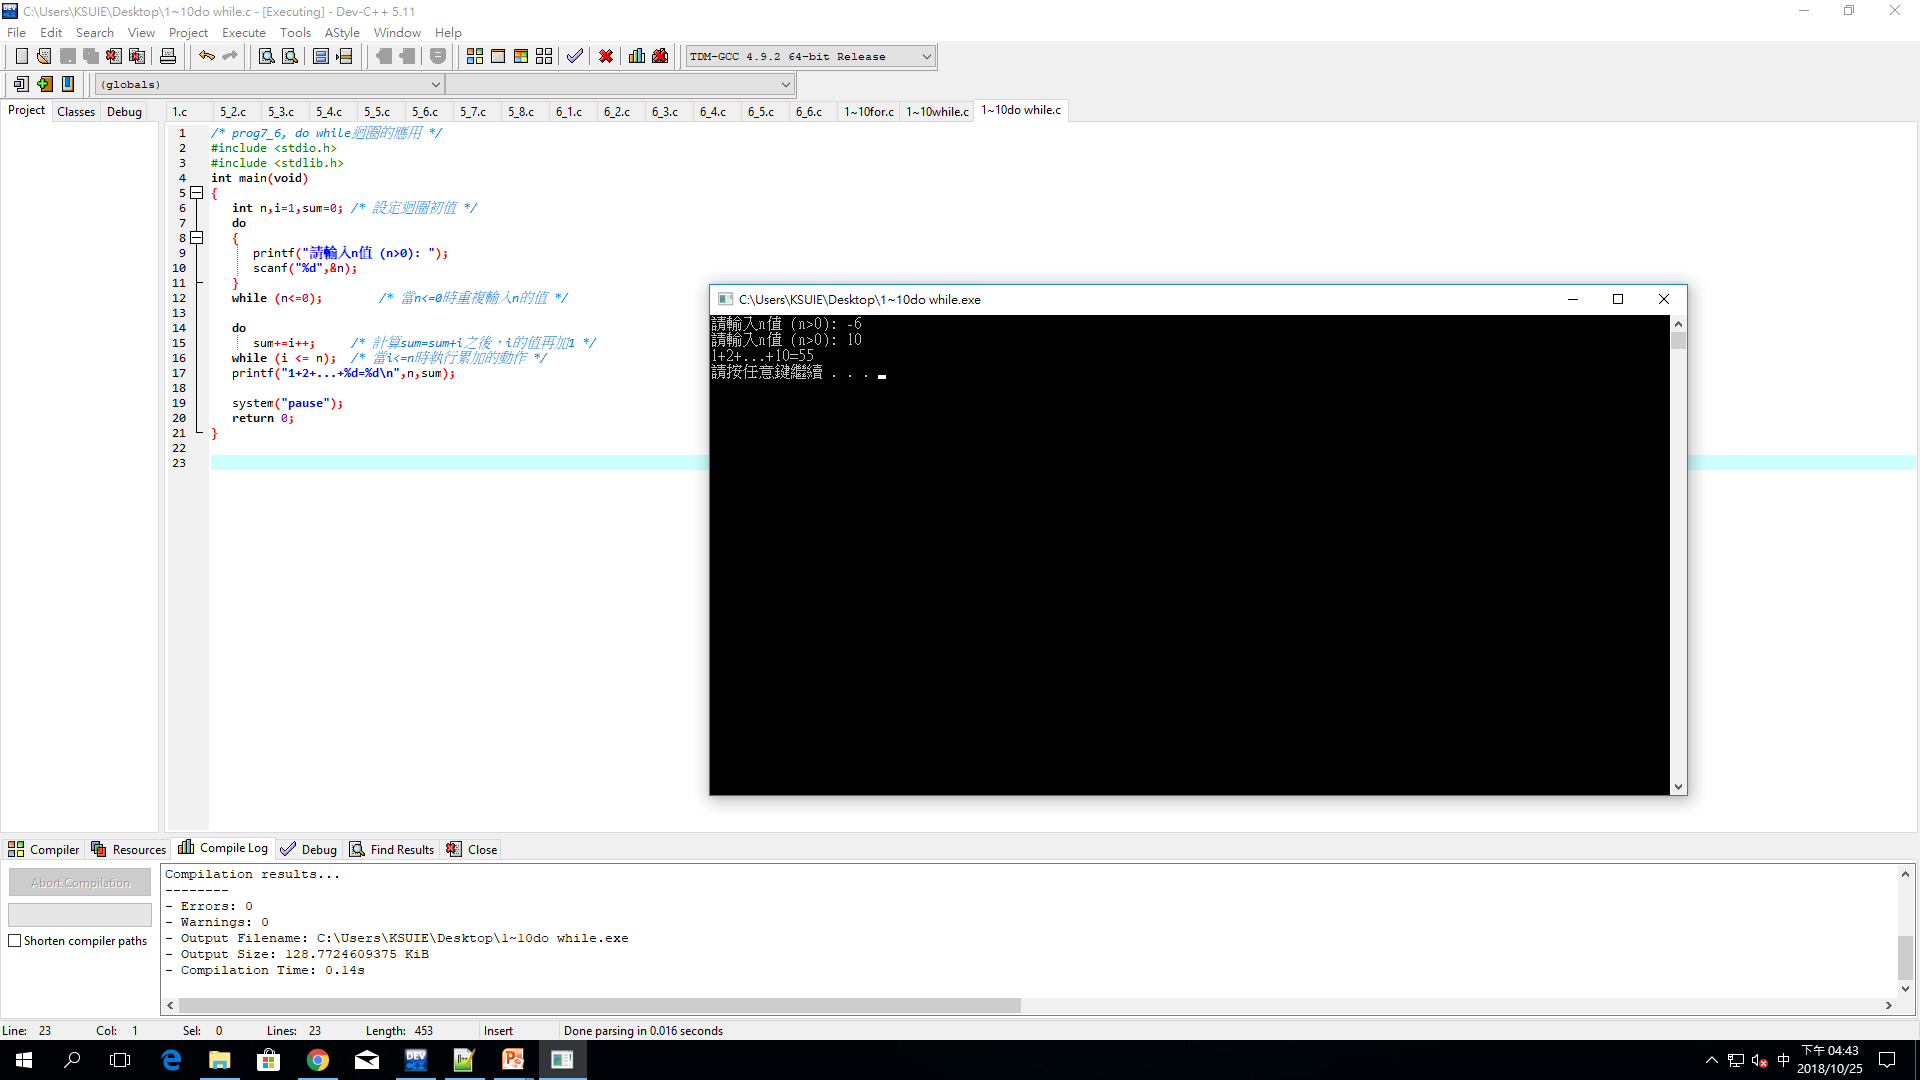 C:\Users\KSUIE\Desktop\1~10do while.c - [Executing] - Dev-C++ 5.11
File Edit Search View Project Execute Tools AStyle Window Help
TDM-GCC 4.9.2 64-bit Release
(globals)
Project Classes Debug 1.c 5_2.c 5_3.c 5_4.c 5_5.c 5_6.c 5_7.c 5_8.c 6_1.c 6_2.c 6_3.c 6_4.c 6_5.c 6_6.c 1~10for.c 1~10while.c 1~10do while.c
1 /* prog7_6, do while迴圈的應用 */
2 #include <stdio.h>
3 #include <stdlib.h>
4 int main(void)
5 {
6 int n,i=1,sum=0; /* 設定迴圈初值 */
7 do
8 {
9 printf("請輸入n值 (n>0): ");
10 scanf("%d",&n);
11 }
12 while (n<=0); /* 當n<=0時重複輸入n的值 */
13
14 do
15 sum+=i++; /* 計算sum=sum+i之後，i的值再加1 */
16 while (i <= n); /* 當i<=n時執行累加的動作 */
17 printf("1+2+...+%d=%d\n",n,sum);
18
19 system("pause");
20 return 0;
21 }
22
23
C:\Users\KSUIE\Desktop\1~10do while.exe
請輸入n值 (n>0): -6
請輸入n值 (n>0): 10
1+2+...+10=55
請按任意鍵繼續 . . .
Compiler Resources Compile Log Debug Find Results Close
Abort Compilation
Shorten compiler paths
Compilation results...
--------
- Errors: 0
- Warnings: 0
- Output Filename: C:\Users\KSUIE\Desktop\1~10do while.exe
- Output Size: 128.7724609375 KiB
- Compilation Time: 0.14s
Line: 23 Col: 1 Sel: 0 Lines: 23 Length: 453 Insert Done parsing in 0.016 seconds
中
下午 04:43
2018/10/25